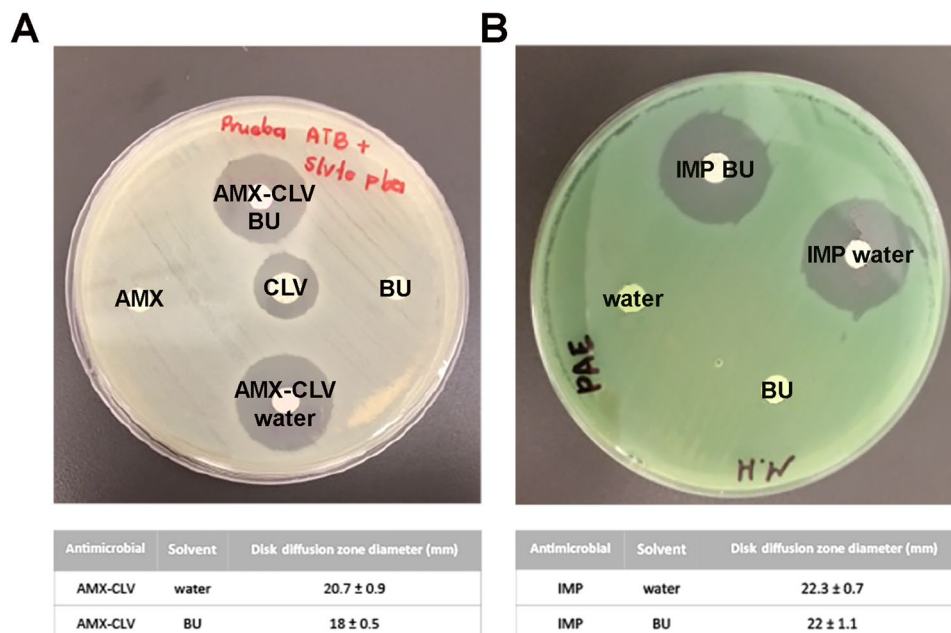 A
Prueba ATB +
AMX-CLV
BU
AMX
CLV
BU
AMX-CLV
water
Antimicrobial Solvent Disk diffusion zone diameter (mm)
AMX-CLV water 20.7 ± 0.9
AMX-CLV BU 18 ± 0.5
B
IMP BU
IMP water
water
PAE
BU
H.W
Antimicrobial Solvent Disk diffusion zone diameter (mm)
IMP water 22.3 ± 0.7
IMP BU 22 ± 1.1